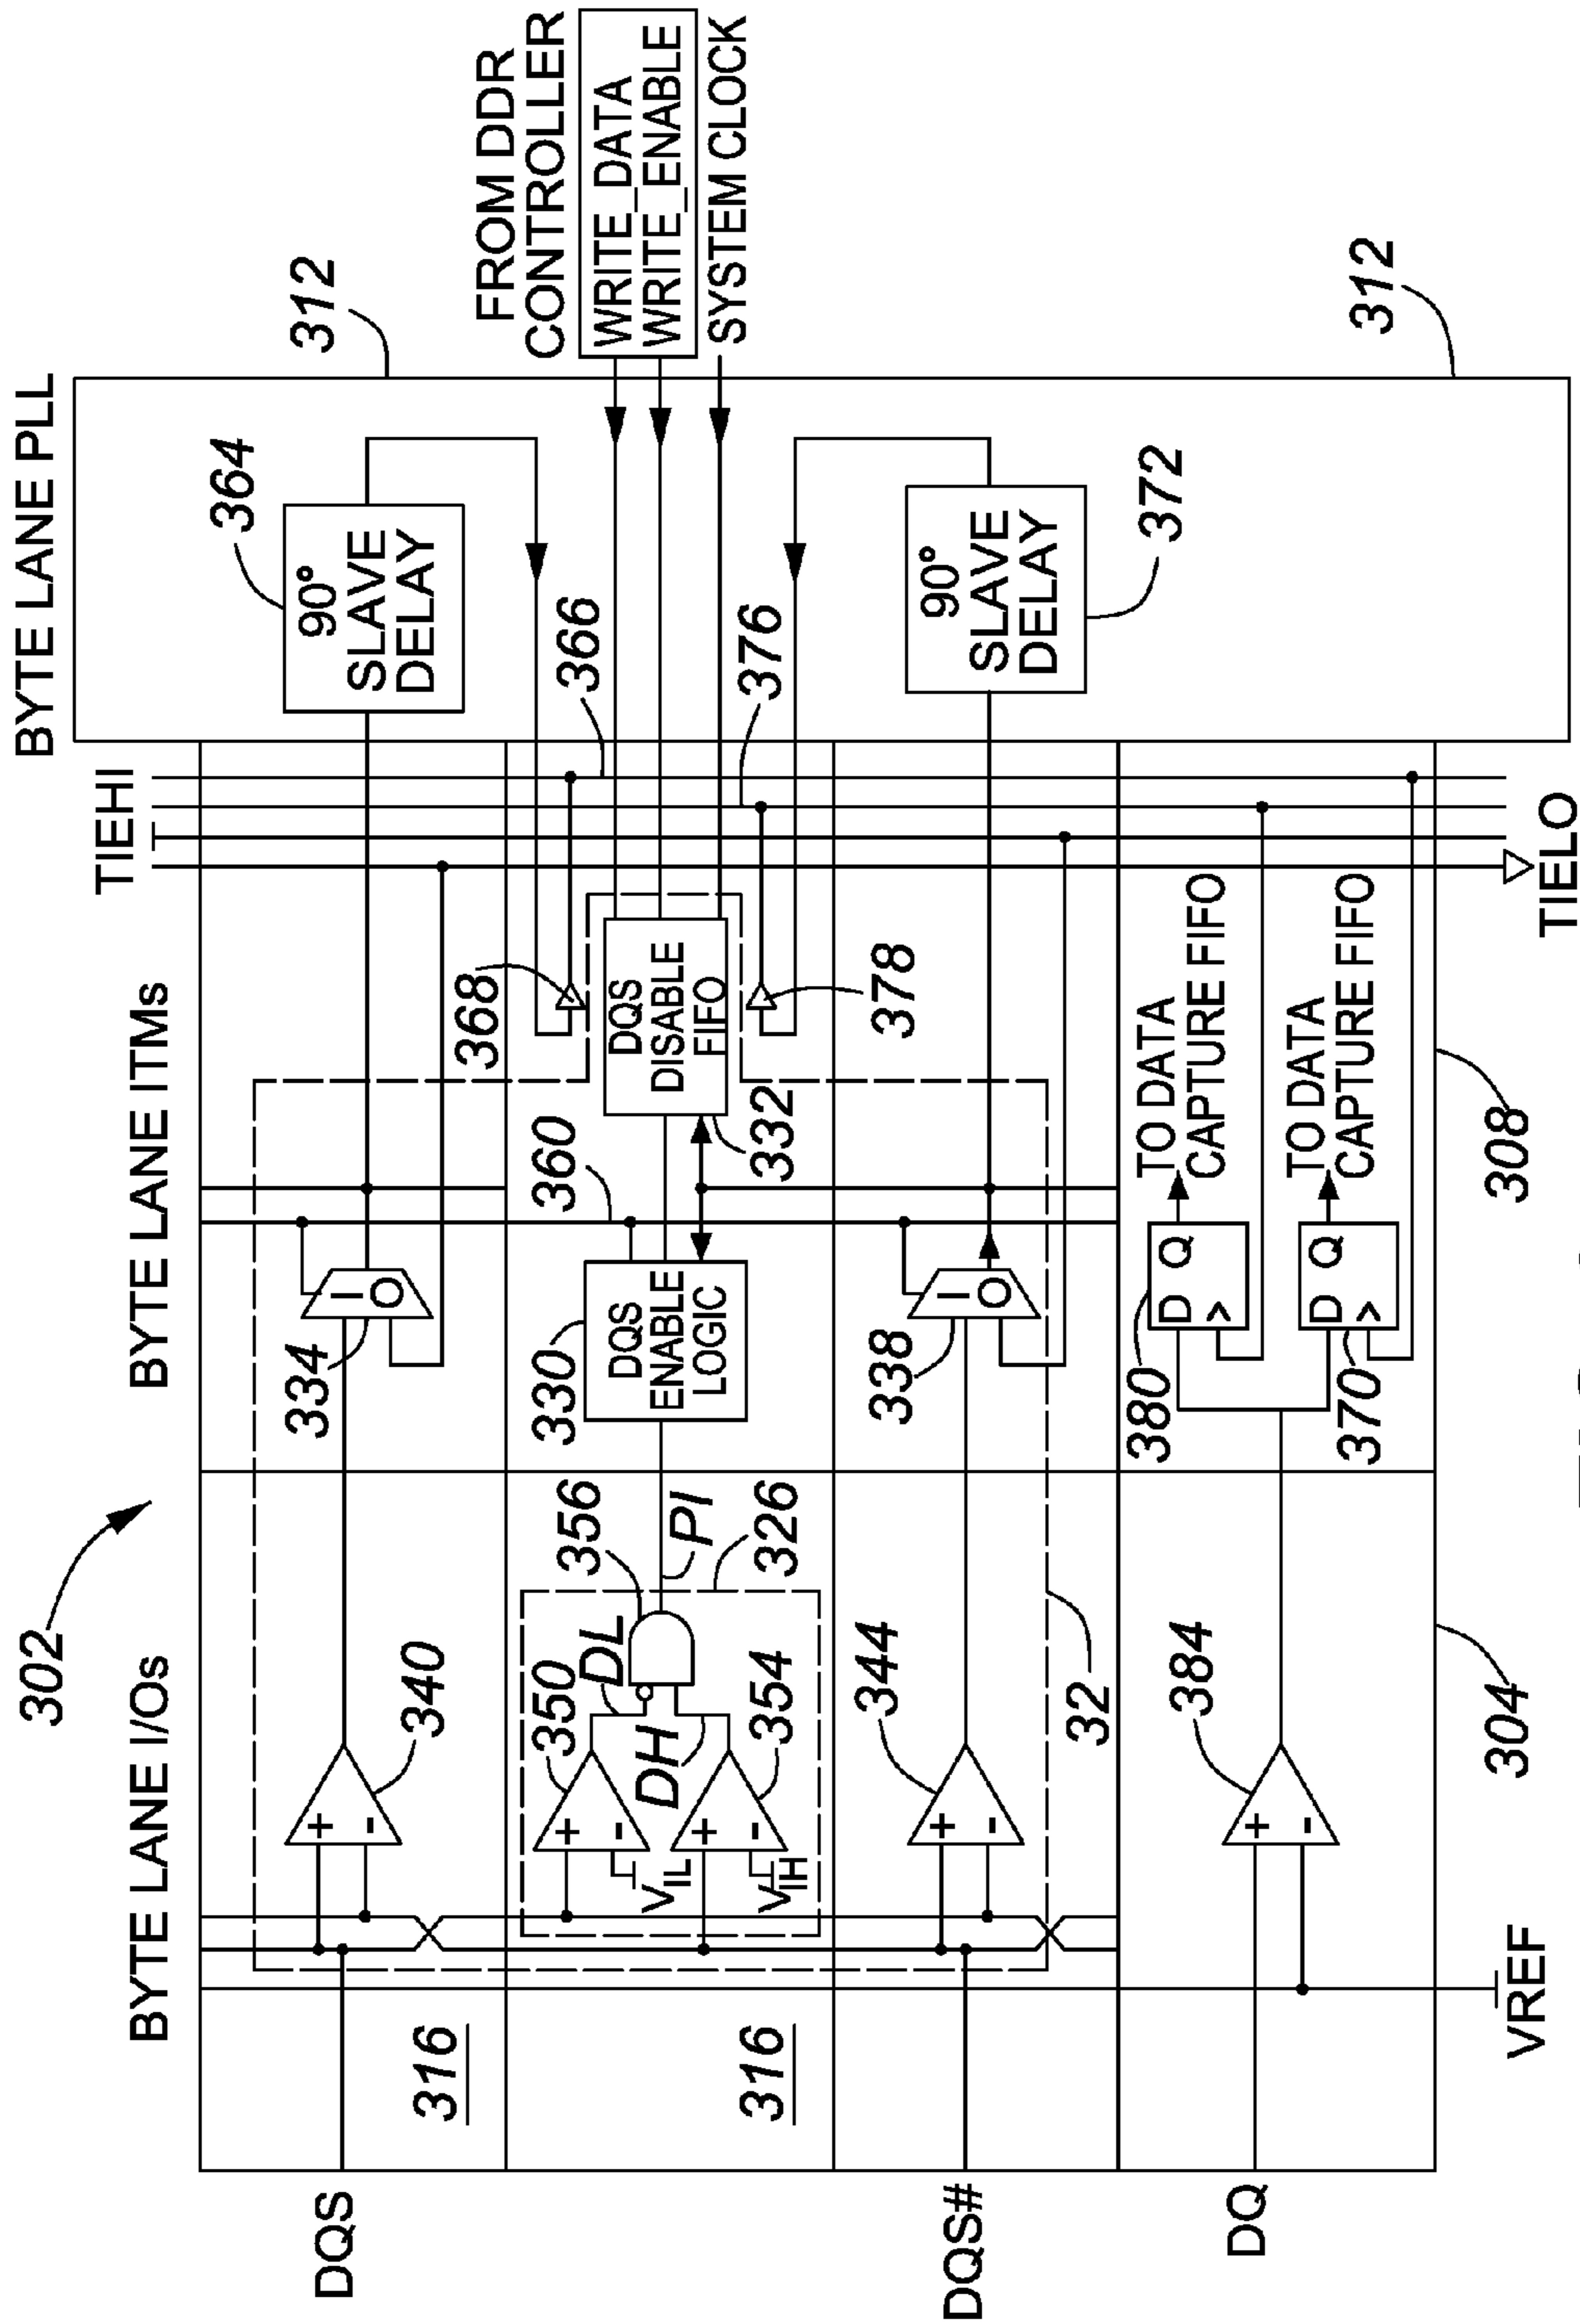 302
BYTE LANE I/Os
BYTE LANE ITMs
BYTE LANE PLL
TIEHI
FROM DDR
CONTROLLER
WRITE_DATA
WRITE_ENABLE
SYSTEM CLOCK
312
364
90°
SLAVE
DELAY
DQS
316
340
+
-
334
I
O
360
366
368
350
DL
356
PI
326
330
DQS
ENABLE
LOGIC
DQS
DISABLE
FIFO
332
+
-
VIL
DH
354
+
-
VIH
376
378
316
DQS#
344
+
-
32
338
I
O
90°
SLAVE
DELAY
372
DQ
384
+
-
380
D Q
>
TO DATA
CAPTURE FIFO
370
D Q
>
TO DATA
CAPTURE FIFO
312
VREF
304
308
TIELO